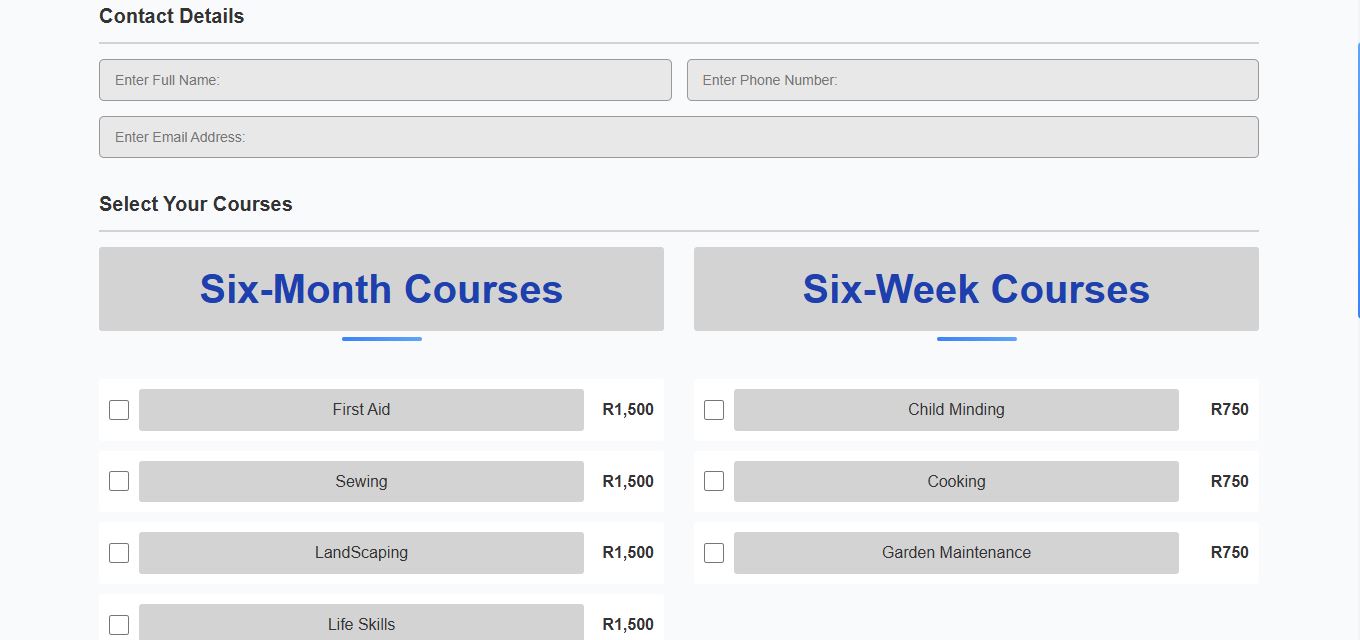 Contact Details
Enter Full Name:
Enter Phone Number:
Enter Email Address:
Select Your Courses
Six-Month Courses
First Aid R1,500
Sewing R1,500
LandScaping R1,500
Life Skills R1,500
Six-Week Courses
Child Minding R750
Cooking R750
Garden Maintenance R750